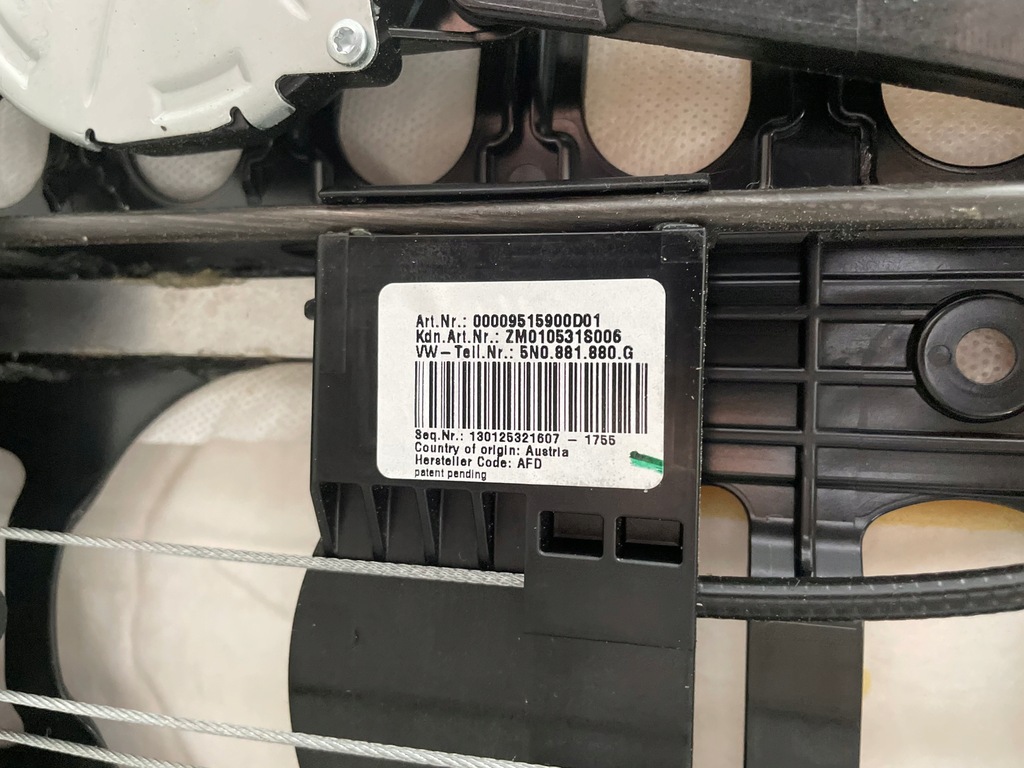 Art.Nr.: 00009515900D01
Kdn.Art.Nr.: ZM010531S006
VW-Teil.Nr.: 5N0.881.880.G
Seq.Nr.: 130125321607 - 1755
Country of origin: Austria
Hersteller Code: AFD
patent pending